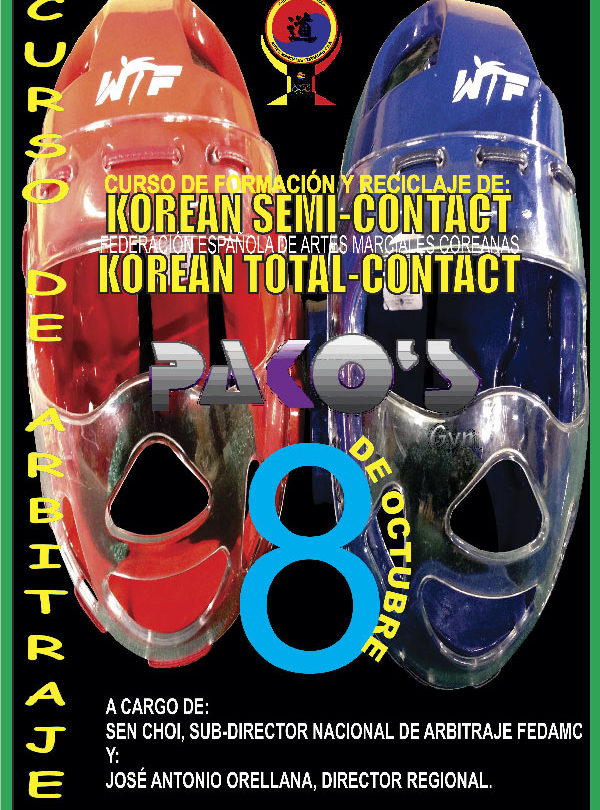 CURSO DE ARBITRAJE
WTF
WTF
道
CURSO DE FORMACIÓN Y RECICLAJE DE:
KOREAN SEMI-CONTACT
FEDERACIÓN ESPAÑOLA DE ARTES MARCIALES COREANAS
KOREAN TOTAL-CONTACT
PACO'S
Gym
8
DE OCTUBRE
A CARGO DE:
SEN CHOI, SUB-DIRECTOR NACIONAL DE ARBITRAJE FEDAMC
Y:
JOSÉ ANTONIO ORELLANA, DIRECTOR REGIONAL.